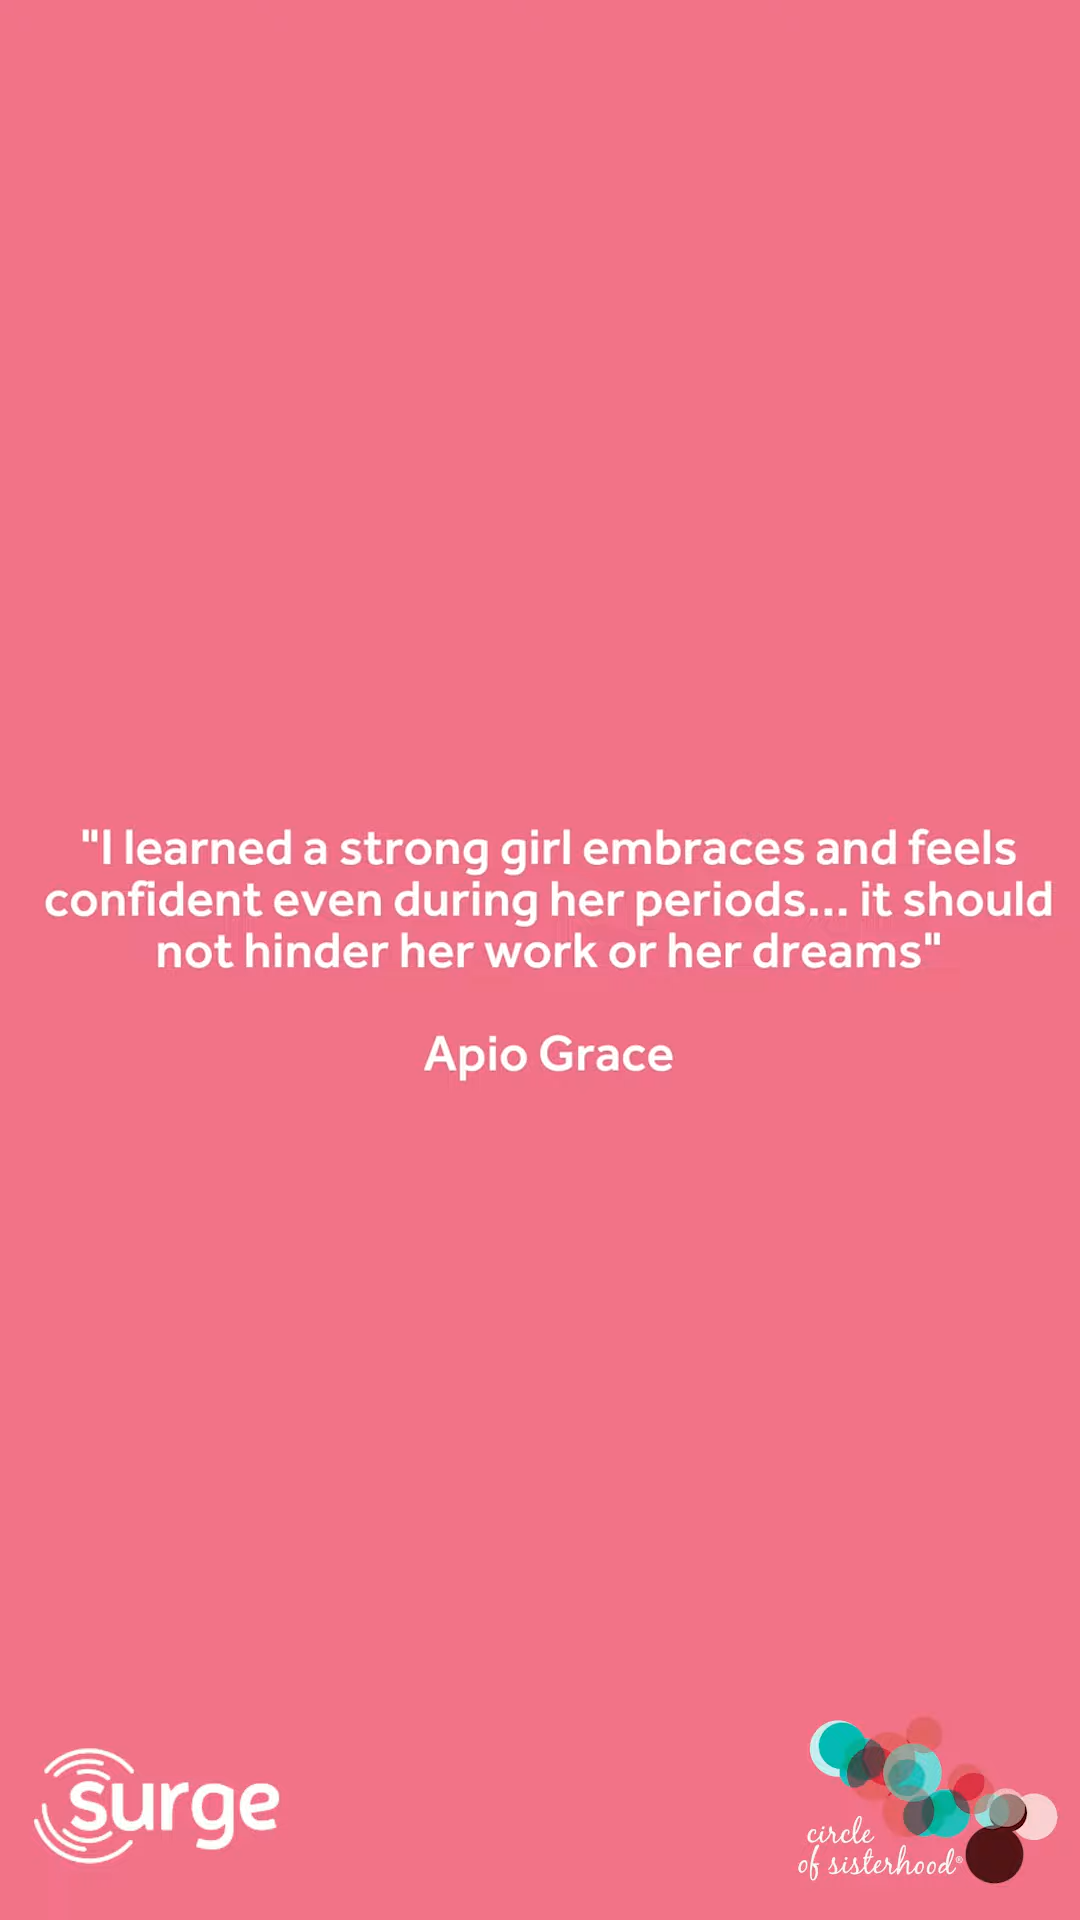 "I learned a strong girl embraces and feels
confident even during her periods... it should
not hinder her work or her dreams"
Apio Grace
surge
circle
of sisterhood®